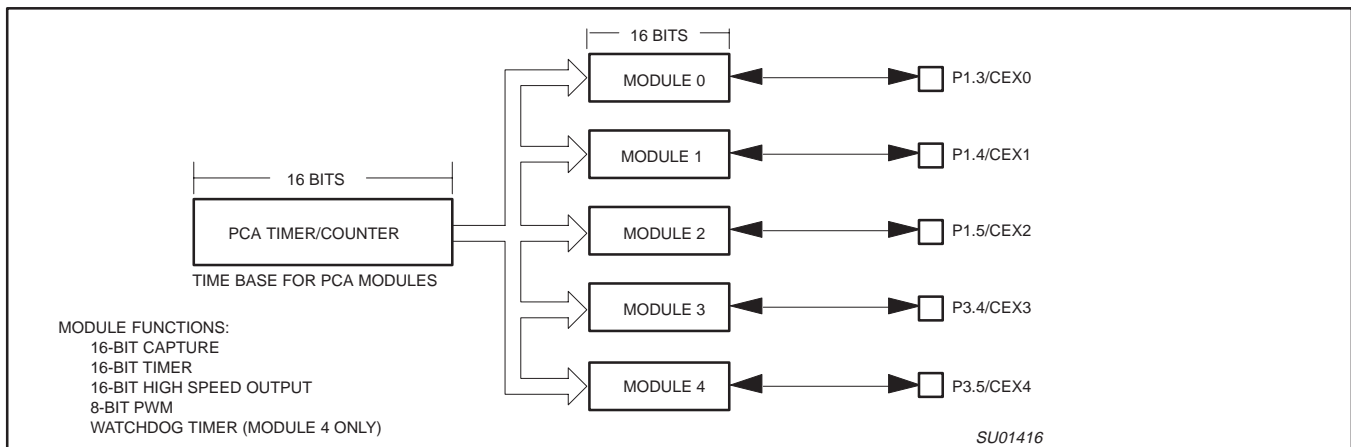 16 BITS
MODULE 0
P1.3/CEX0
MODULE 1
P1.4/CEX1
16 BITS
PCA TIMER/COUNTER
MODULE 2
P1.5/CEX2
TIME BASE FOR PCA MODULES
MODULE 3
P3.4/CEX3
MODULE FUNCTIONS:
16-BIT CAPTURE
16-BIT TIMER
16-BIT HIGH SPEED OUTPUT
8-BIT PWM
WATCHDOG TIMER (MODULE 4 ONLY)
MODULE 4
P3.5/CEX4
SU01416